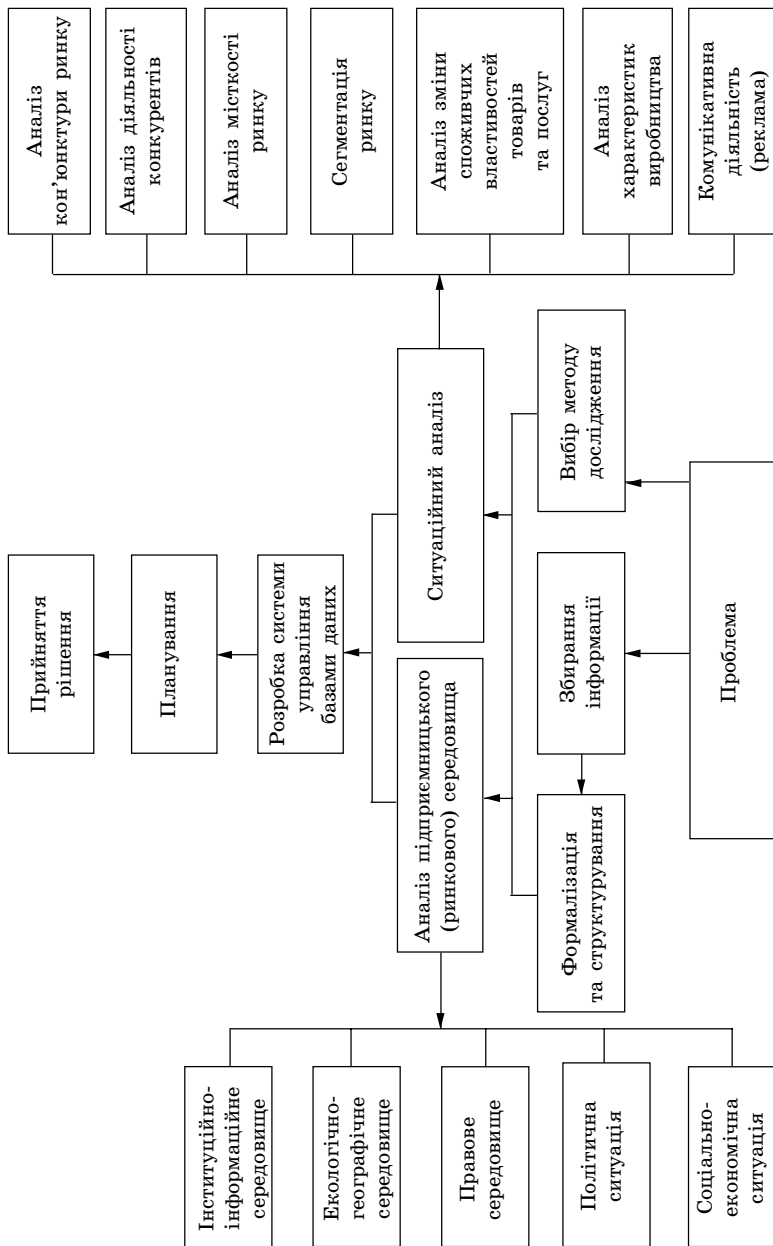 Прийняття
рішення
Планування
Розробка системи
управління
базами даних
Аналіз підприємницького
(ринкового) середовища
Ситуаційний аналіз
Формалізація
та структурування
Збирання
інформації
Вибір методу
дослідження
Проблема
Інституційно-
інформаційне
середовище
Екологічно-
географічне
середовище
Правове
середовище
Політична
ситуація
Соціально-
економічна
ситуація
Аналіз
кон’юнктури ринку
Аналіз діяльності
конкурентів
Аналіз місткості
ринку
Сегментація
ринку
Аналіз зміни
споживчих
властивостей
товарів
та послуг
Аналіз
характеристик
виробництва
Комунікативна
діяльність
(реклама)